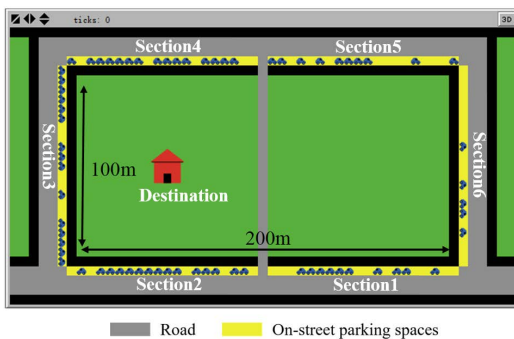 ticks: 0
3D
Section4
Section5
Section3
100m
Destination
Section6
200m
Section2
Section1
Road
On-street parking spaces